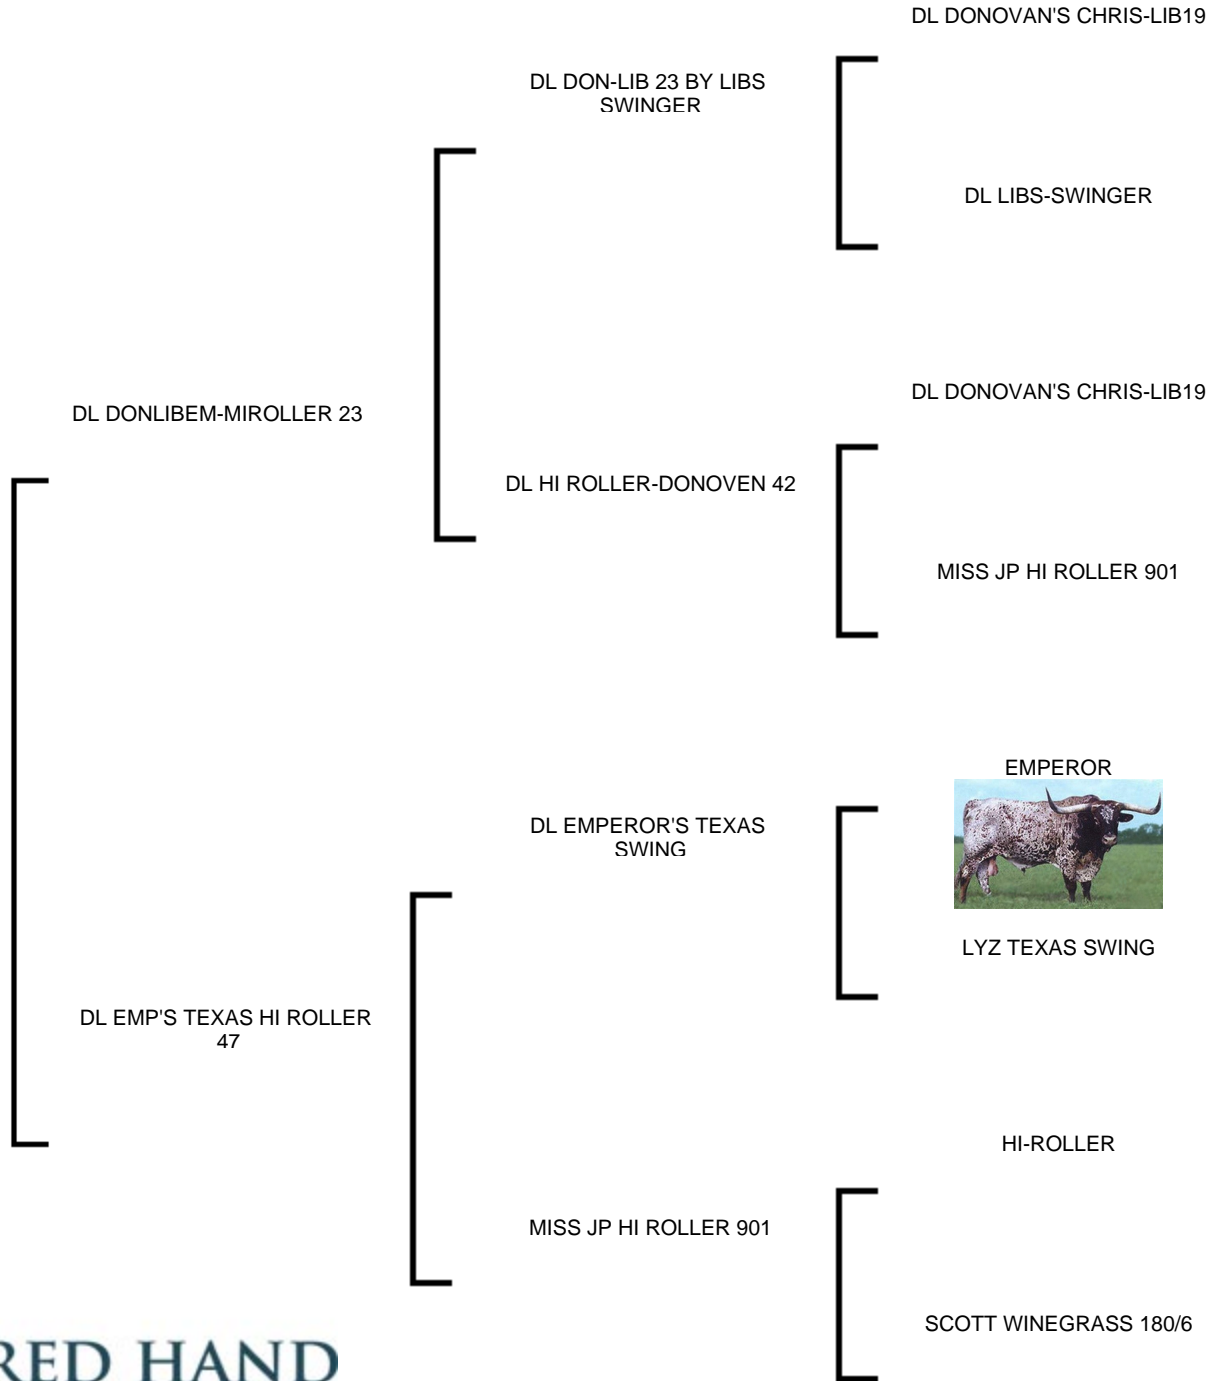 DL DONOVAN'S CHRIS-LIB19
DL DON-LIB 23 BY LIBS
SWINGER
DL LIBS-SWINGER
DL DONLIBEM-MIROLLER 23
DL DONOVAN'S CHRIS-LIB19
DL HI ROLLER-DONOVEN 42
MISS JP HI ROLLER 901
EMPEROR
DL EMPEROR'S TEXAS
SWING
LYZ TEXAS SWING
DL EMP'S TEXAS HI ROLLER
47
HI-ROLLER
MISS JP HI ROLLER 901
SCOTT WINEGRASS 180/6
RED HAND